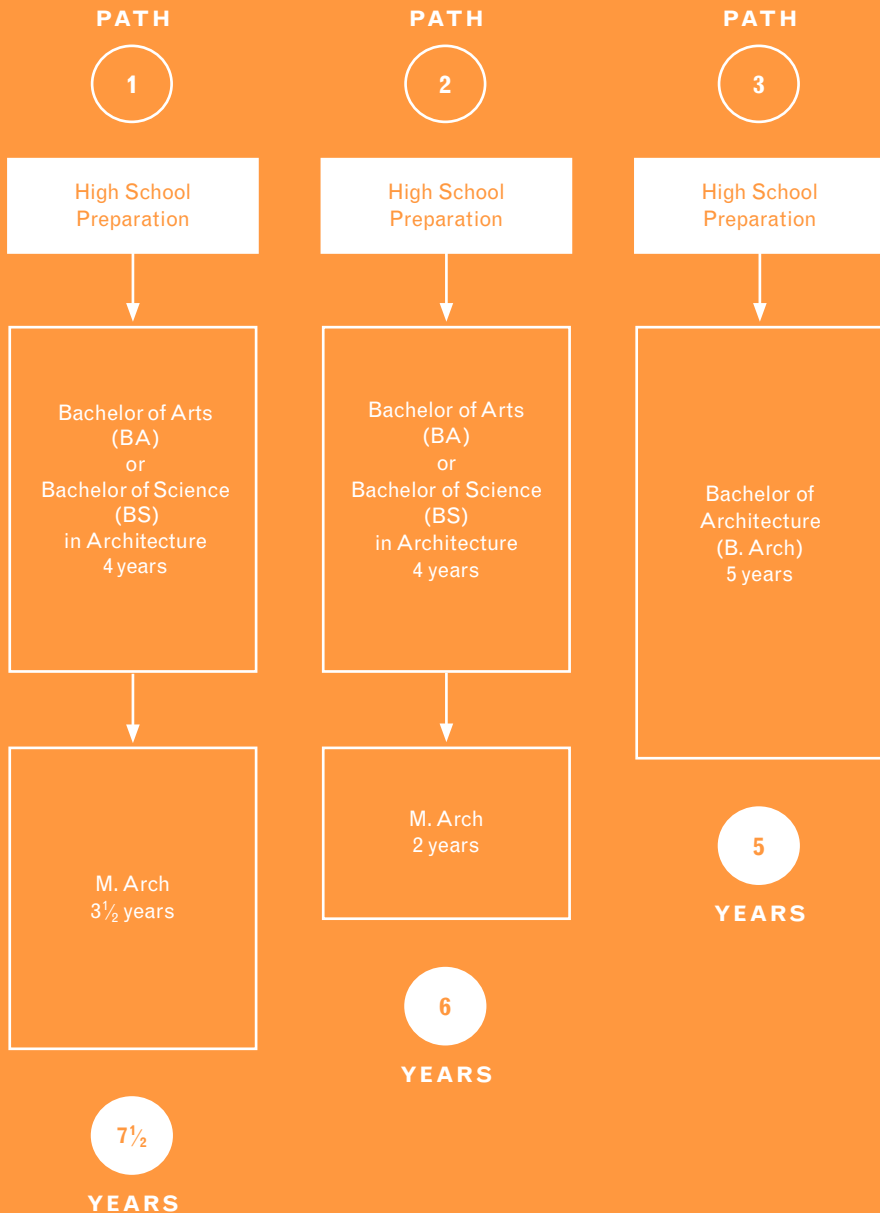 PATH
1
High School
Preparation
Bachelor of Arts
(BA)
or
Bachelor of Science
(BS)
in Architecture
4 years
M. Arch
3½ years
7½
YEARS
PATH
2
High School
Preparation
Bachelor of Arts
(BA)
or
Bachelor of Science
(BS)
in Architecture
4 years
M. Arch
2 years
6
YEARS
PATH
3
High School
Preparation
Bachelor of
Architecture
(B. Arch)
5 years
5
YEARS